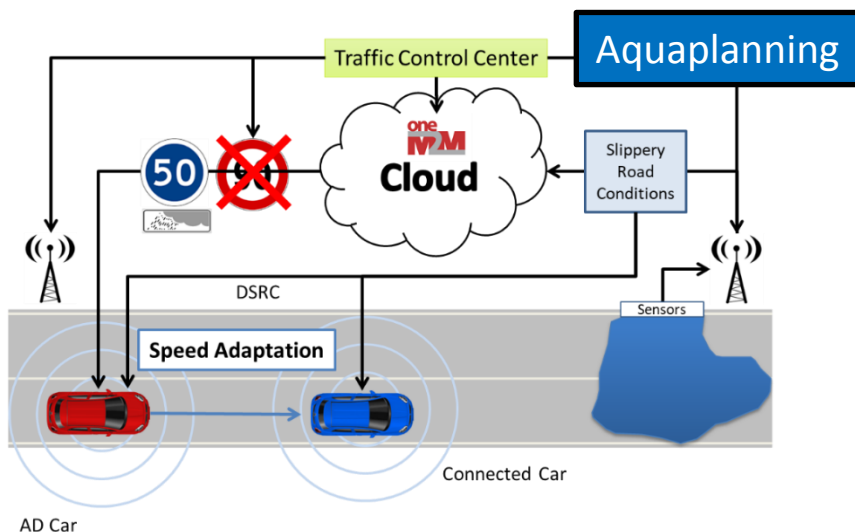 Aquaplanning
Traffic Control Center
one
M2M
Cloud
50
Slippery
Road
Conditions
DSRC
Sensors
Speed Adaptation
Connected Car
AD Car